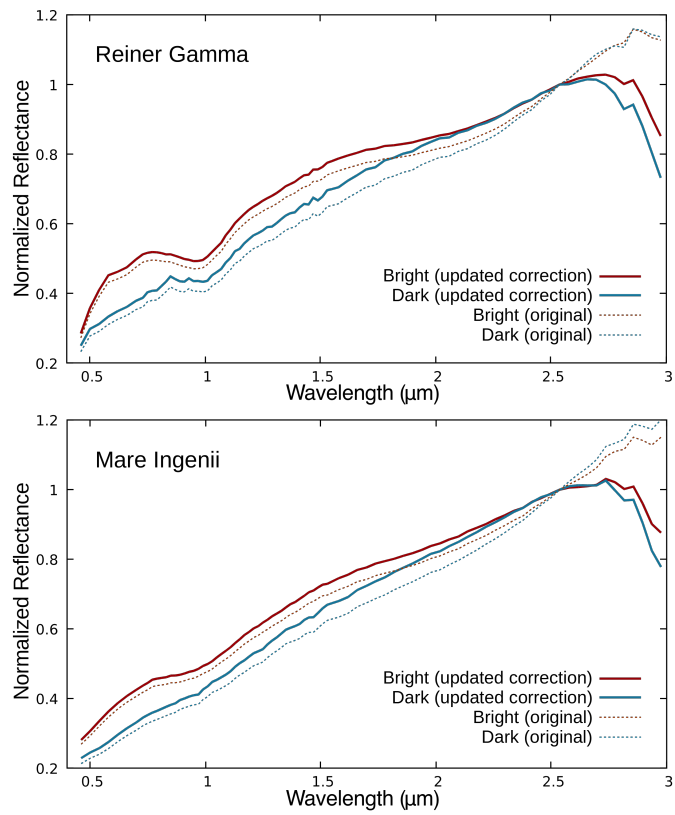 1.2
Reiner Gamma
1
0.8
0.6
0.4
0.2
Normalized Reflectance
Bright (updated correction)
Dark (updated correction)
Bright (original)
Dark (original)
0.5 1 1.5 2 2.5 3
Wavelength (μm)
1.2
Mare Ingenii
1
0.8
0.6
0.4
0.2
Normalized Reflectance
Bright (updated correction)
Dark (updated correction)
Bright (original)
Dark (original)
0.5 1 1.5 2 2.5 3
Wavelength (μm)